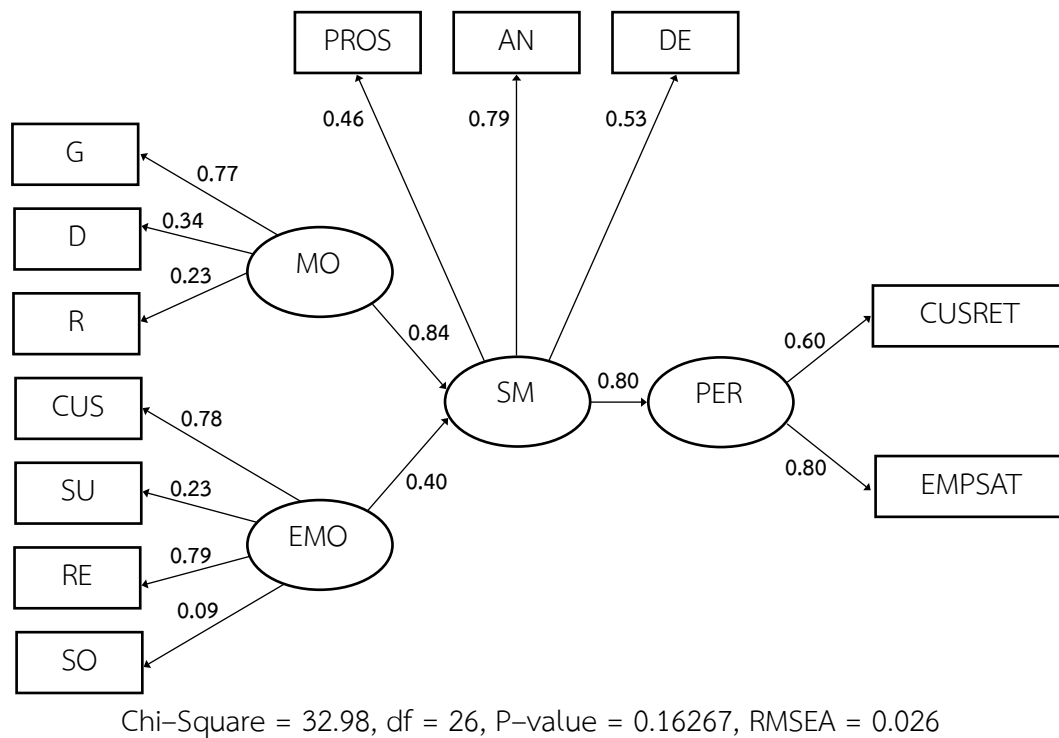 PROS
AN
DE
0.46
0.79
0.53
G
0.77
D
0.34
MO
R
0.23
0.84
CUS
0.78
SM
0.80
PER
0.60
CUSRET
SU
0.23
0.40
0.80
EMPSAT
RE
0.79
EMO
SO
0.09
Chi–Square = 32.98, df = 26, P–value = 0.16267, RMSEA = 0.026